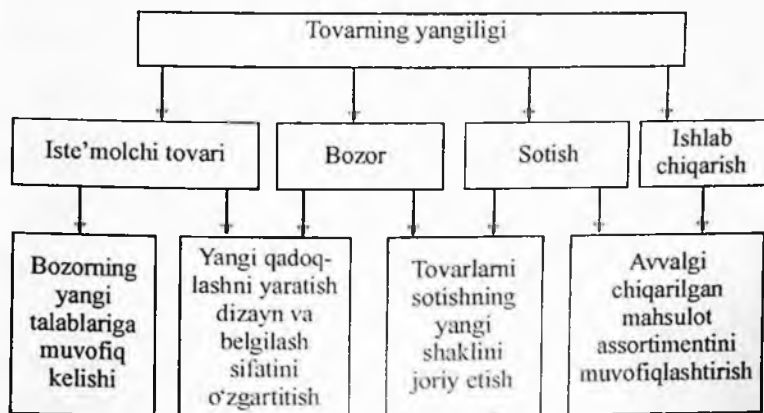 Tovarning yangiligi
Iste'molchi tovari
Bozor
Sotish
Ishlab
chiqarish
Bozorning
yangi
talablariga
muvofiq
kelishi
Yangi qadoq-
lashni yaratish
dizayn va
belgilash
sifatini
o‘zgartitish
Tovarlarni
sotishning
yangi
shaklini
joriy etish
Avvalgi
chiqarilgan
mahsulot
assortimentini
muvofiqlashtirish